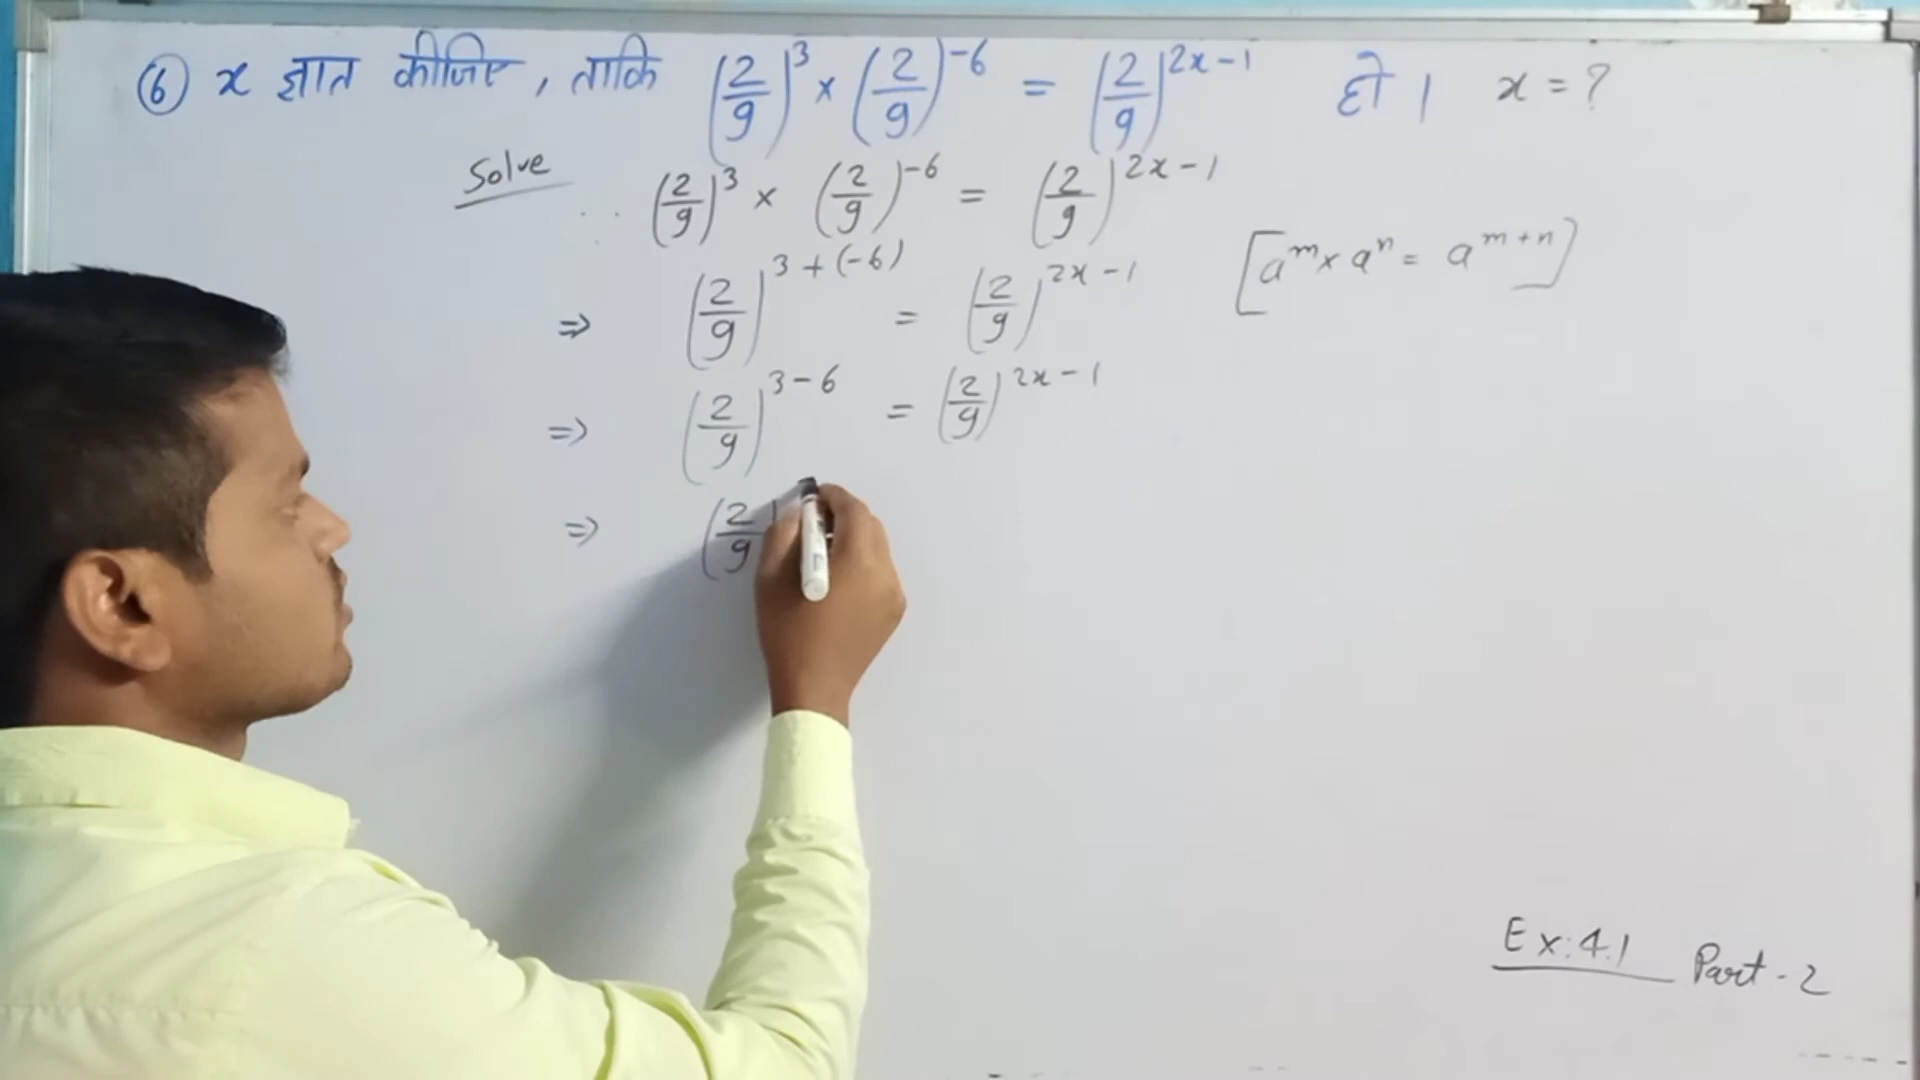 ⑥ x ज्ञात कीजिए, ताकि (2/9)^3 × (2/9)^-6 = (2/9)^2x-1 हो। x = ?
Solve ∴ (2/9)^3 × (2/9)^-6 = (2/9)^2x-1
⇒ (2/9)^3+(-6) = (2/9)^2x-1 [a^m × a^n = a^m+n]
⇒ (2/9)^3-6 = (2/9)^2x-1
⇒ (2/9)
Ex:4.1 Part-2